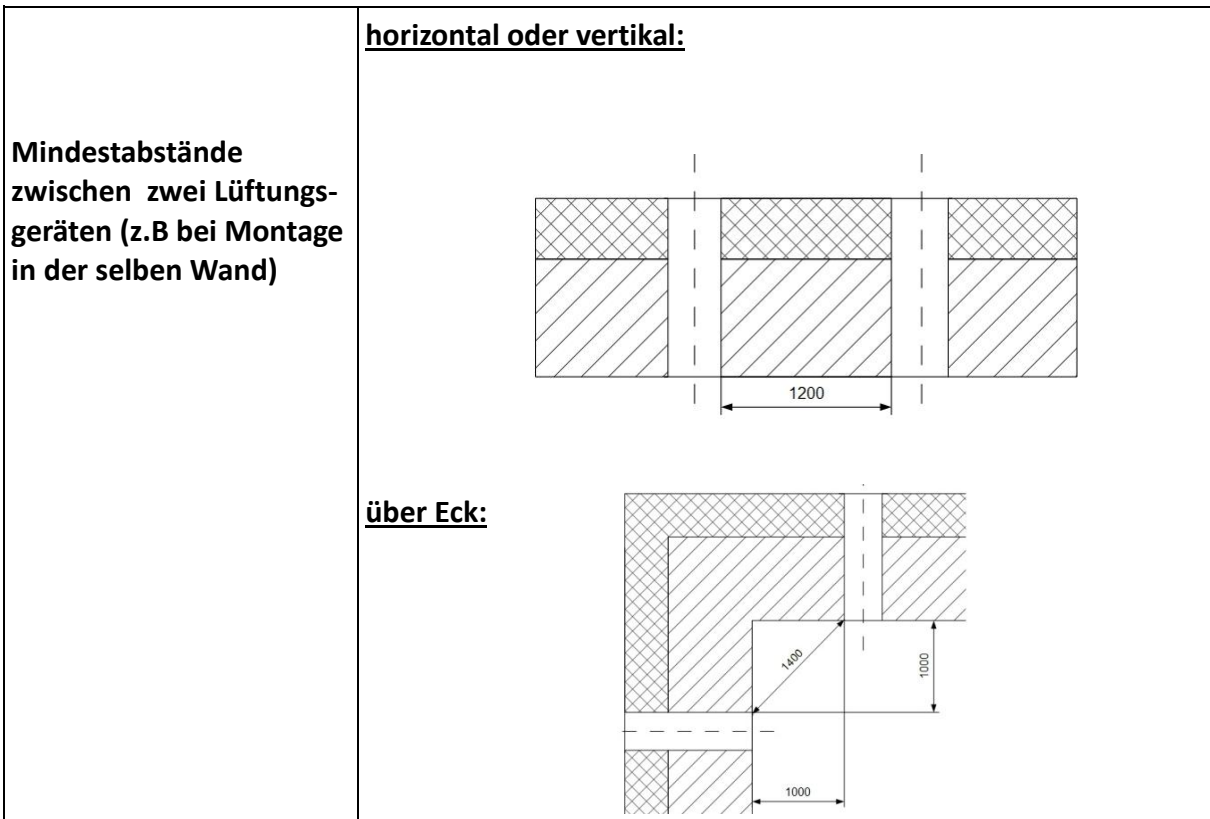 horizontal oder vertikal:
Mindestabstände
zwischen zwei Lüftungs-
geräten (z.B bei Montage
in der selben Wand)
1200
über Eck:
1400
1000
1000